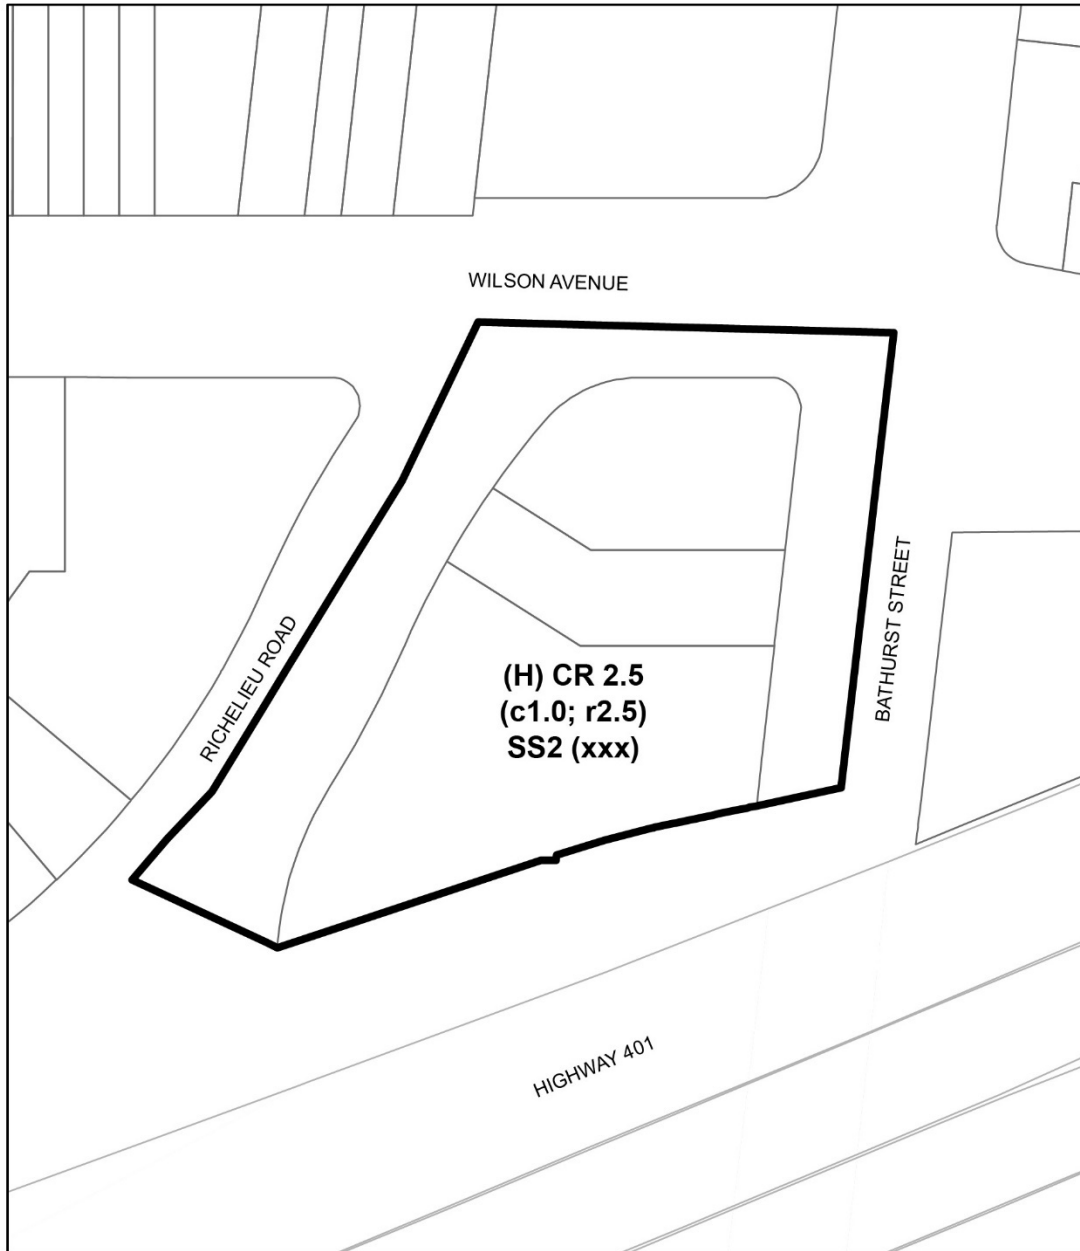 WILSON AVENUE
RICHELIEU ROAD
BATHURST STREET
(H) CR 2.5
(c1.0; r2.5)
SS2 (xxx)
HIGHWAY 401